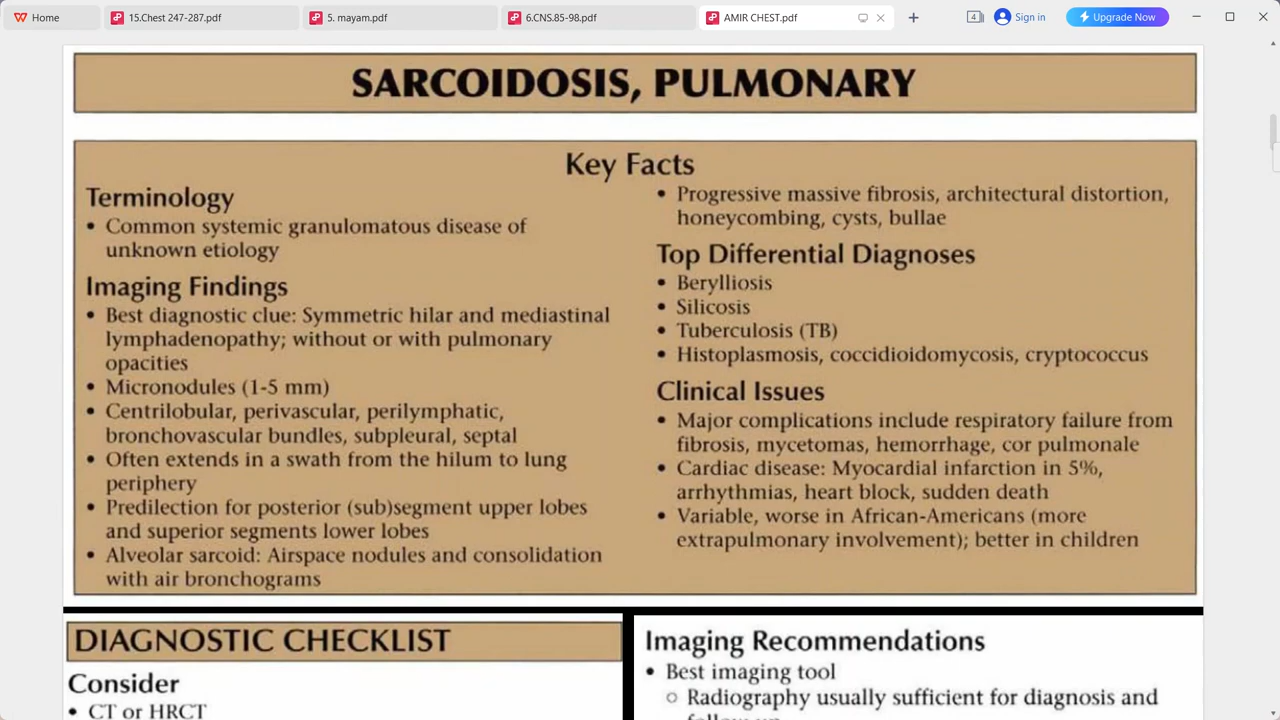 Home
15.Chest 247-287.pdf
5. mayam.pdf
6.CNS.85-98.pdf
AMIR CHEST.pdf
4
Sign in
Upgrade Now
SARCOIDOSIS, PULMONARY
Key Facts
Terminology
• Common systemic granulomatous disease of
unknown etiology
Imaging Findings
• Best diagnostic clue: Symmetric hilar and mediastinal
lymphadenopathy; without or with pulmonary
opacities
• Micronodules (1-5 mm)
• Centrilobular, perivascular, perilymphatic,
bronchovascular bundles, subpleural, septal
• Often extends in a swath from the hilum to lung
periphery
• Predilection for posterior (sub)segment upper lobes
and superior segments lower lobes
• Alveolar sarcoid: Airspace nodules and consolidation
with air bronchograms
• Progressive massive fibrosis, architectural distortion,
honeycombing, cysts, bullae
Top Differential Diagnoses
• Berylliosis
• Silicosis
• Tuberculosis (TB)
• Histoplasmosis, coccidioidomycosis, cryptococcus
Clinical Issues
• Major complications include respiratory failure from
fibrosis, mycetomas, hemorrhage, cor pulmonale
• Cardiac disease: Myocardial infarction in 5%,
arrhythmias, heart block, sudden death
• Variable, worse in African-Americans (more
extrapulmonary involvement); better in children
DIAGNOSTIC CHECKLIST
Consider
• CT or HRCT
Imaging Recommendations
• Best imaging tool
○ Radiography usually sufficient for diagnosis and